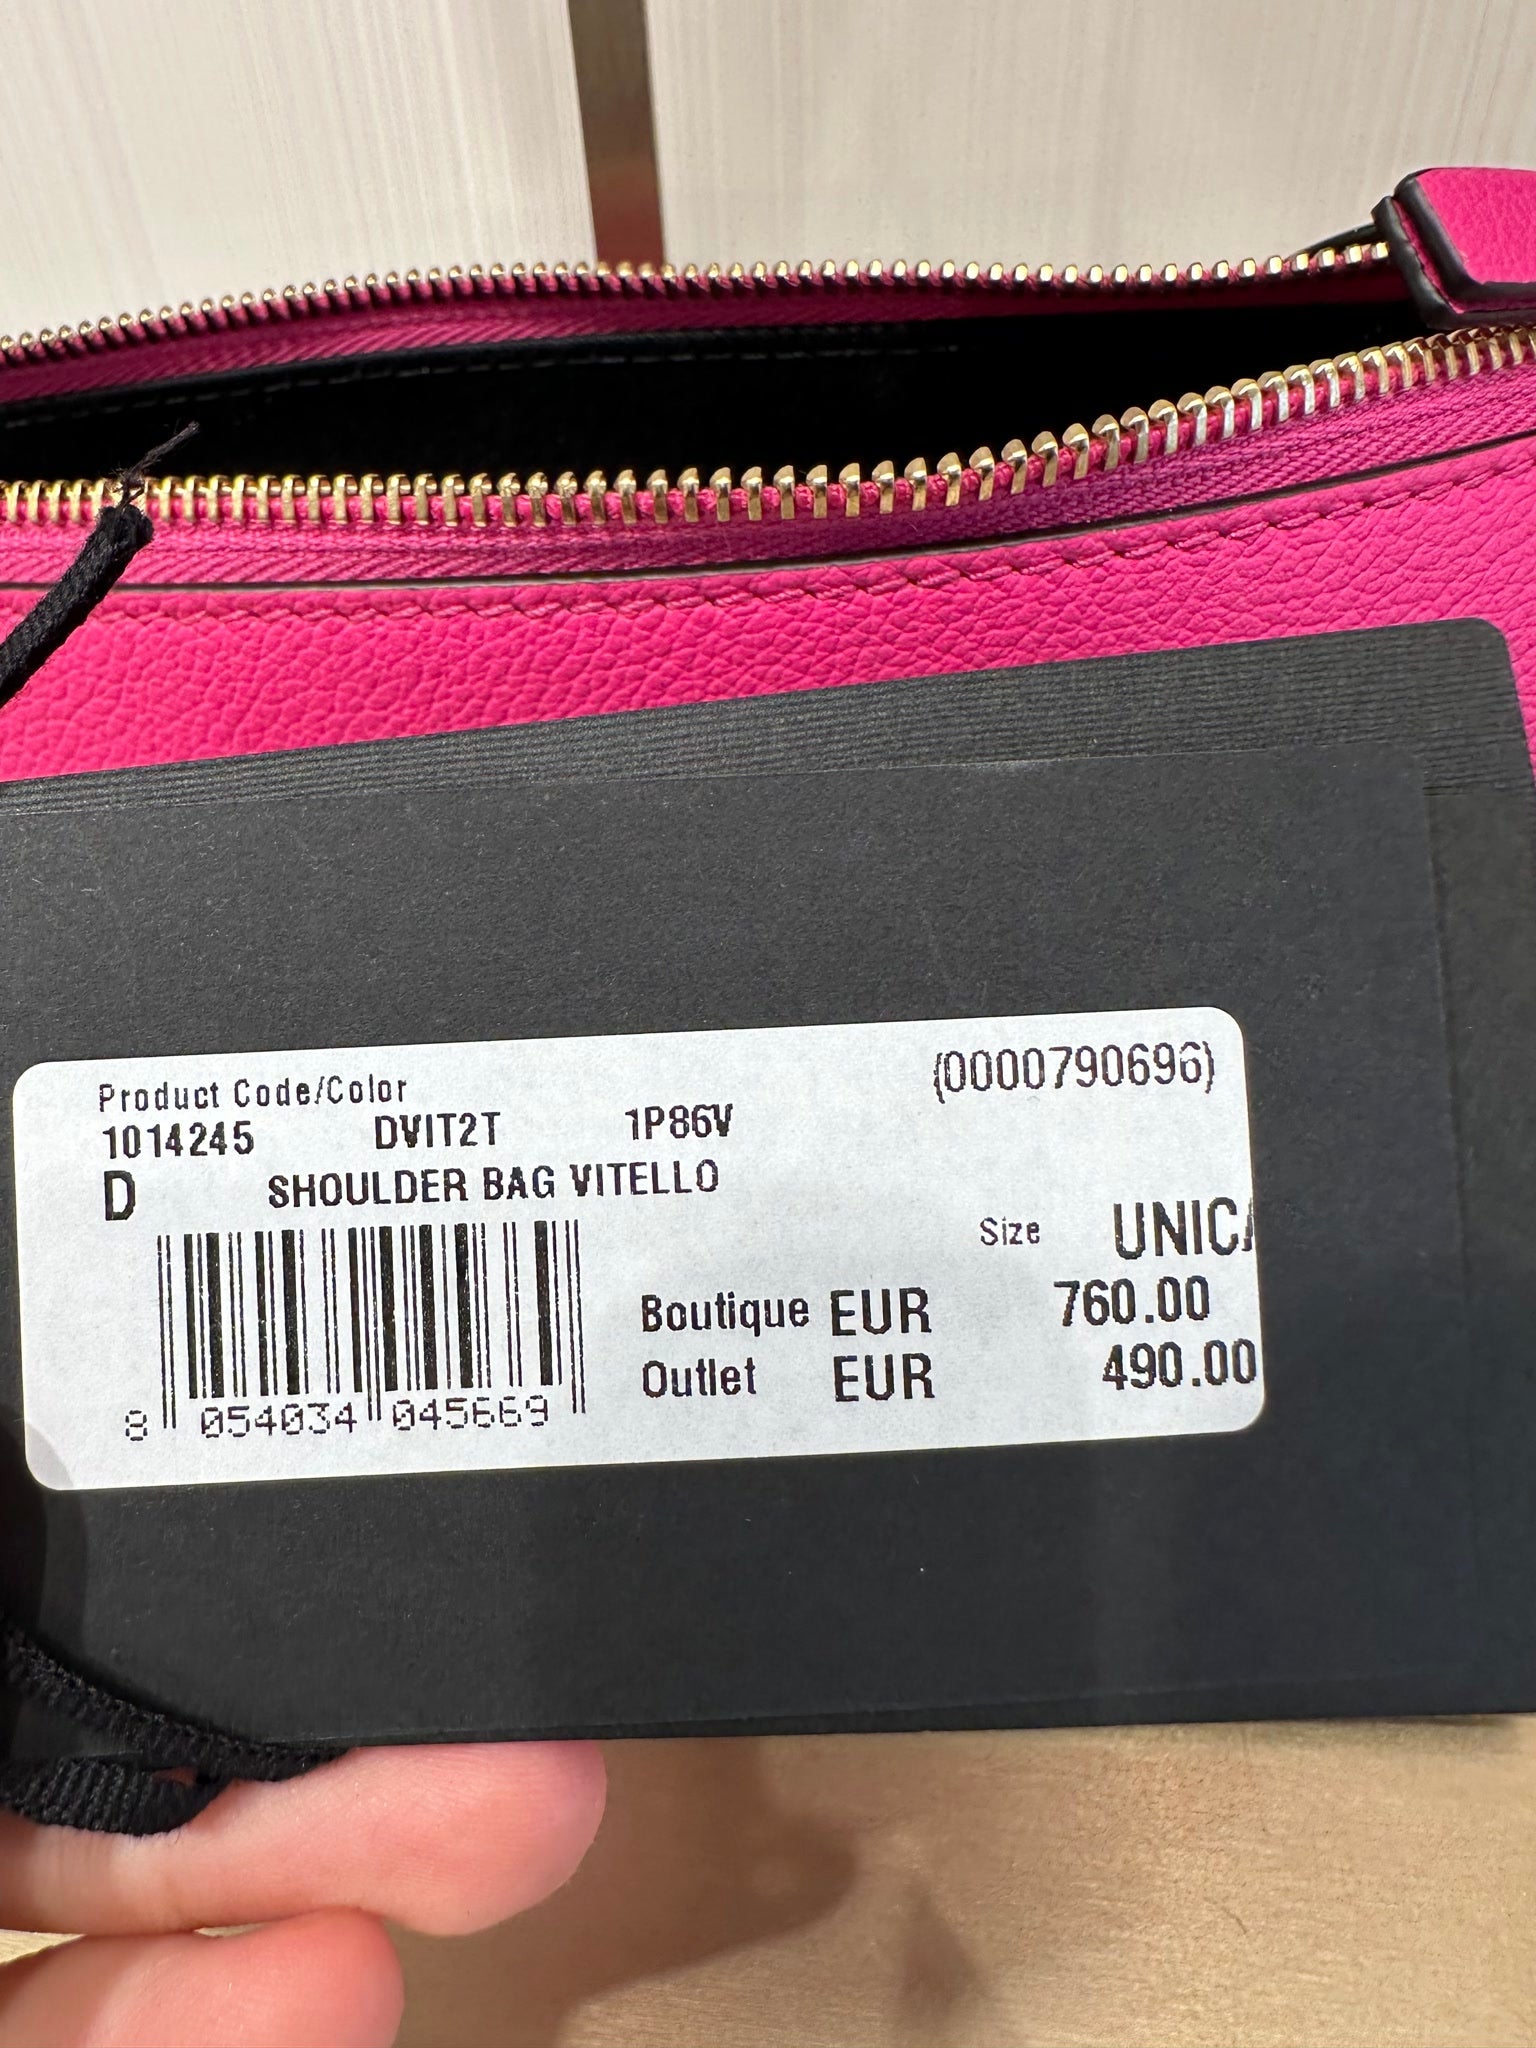 Product Code/Color (0000790696)
1014245 DVIT2T 1P86V
D SHOULDER BAG VITELLO
Size UNICA
Boutique EUR 760.00
Outlet EUR 490.00
8 054034 045669